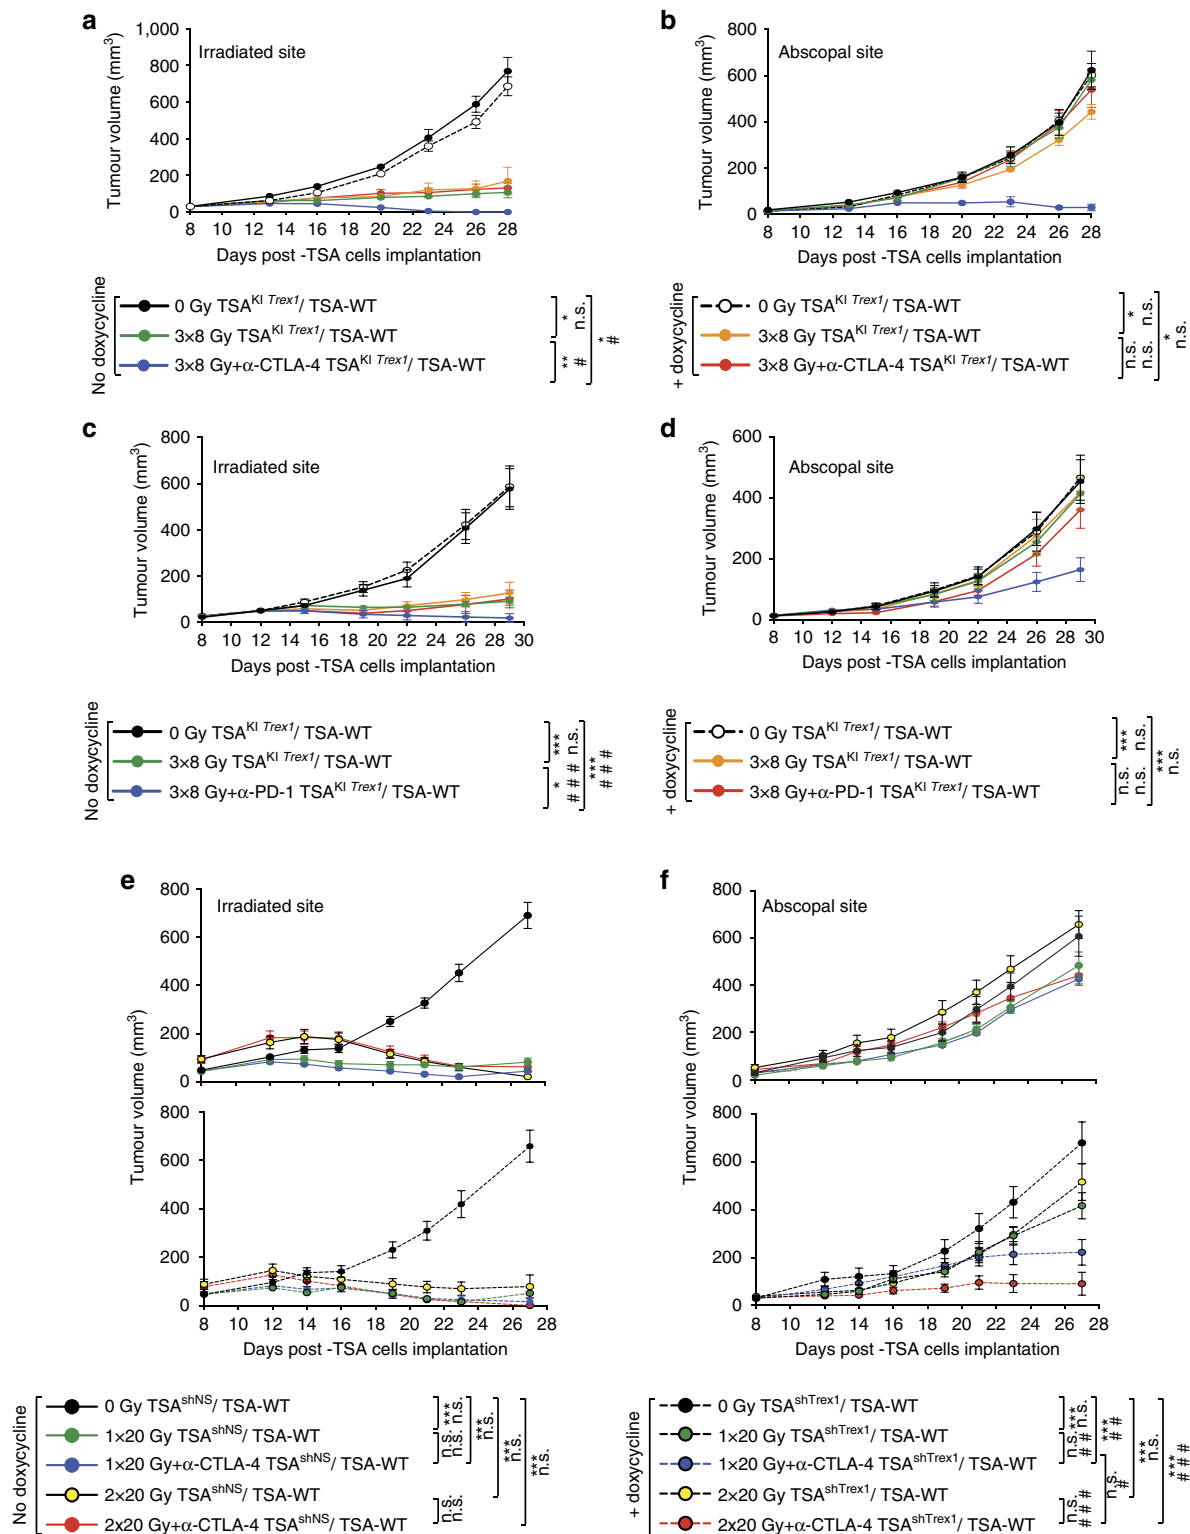 a
Tumour volume (mm3)
1,000
800
600
400
200
0
Irradiated site
8 10 12 14 16 18 20 22 24 26 28
Days post -TSA cells implantation
b
Tumour volume (mm3)
800
600
400
200
0
Abscopal site
8 10 12 14 16 18 20 22 24 26 28
Days post -TSA cells implantation
No doxycycline
0 Gy TSAKI Trex1/ TSA-WT
3×8 Gy TSAKI Trex1/ TSA-WT
3×8 Gy+α-CTLA-4 TSAKI Trex1/ TSA-WT
* n.s.
** #
* #
+ doxycycline
0 Gy TSAKI Trex1/ TSA-WT
3×8 Gy TSAKI Trex1/ TSA-WT
3×8 Gy+α-CTLA-4 TSAKI Trex1/ TSA-WT
* n.s.
n.s. n.s.
* n.s.
c
Tumour volume (mm3)
800
600
400
200
0
Irradiated site
8 10 12 14 16 18 20 22 24 26 28 30
Days post -TSA cells implantation
d
Tumour volume (mm3)
600
400
200
0
Abscopal site
8 10 12 14 16 18 20 22 24 26 28 30
Days post -TSA cells implantation
No doxycycline
0 Gy TSAKI Trex1/ TSA-WT
3×8 Gy TSAKI Trex1/ TSA-WT
3×8 Gy+α-PD-1 TSAKI Trex1/ TSA-WT
*** n.s.
* # # #
*** # # #
+ doxycycline
0 Gy TSAKI Trex1/ TSA-WT
3×8 Gy TSAKI Trex1/ TSA-WT
3×8 Gy+α-PD-1 TSAKI Trex1/ TSA-WT
*** n.s.
n.s. n.s.
*** n.s.
e
Tumour volume (mm3)
800
600
400
200
0
Irradiated site
800
600
400
200
0
8 10 12 14 16 18 20 22 24 26 28
Days post -TSA cells implantation
f
Tumour volume (mm3)
800
600
400
200
0
Abscopal site
800
600
400
200
0
8 10 12 14 16 18 20 22 24 26 28
Days post -TSA cells implantation
No doxycycline
0 Gy TSAshNS/ TSA-WT
1×20 Gy TSAshNS/ TSA-WT
1×20 Gy+α-CTLA-4 TSAshNS/ TSA-WT
2×20 Gy TSAshNS/ TSA-WT
2x20 Gy+α-CTLA-4 TSAshNS/ TSA-WT
*** n.s.
n.s. n.s.
*** n.s.
*** n.s.
n.s. n.s.
+ doxycycline
0 Gy TSAshTrex1/ TSA-WT
1×20 Gy TSAshTrex1/ TSA-WT
1×20 Gy+α-CTLA-4 TSAshTrex1/ TSA-WT
2×20 Gy TSAshTrex1/ TSA-WT
2x20 Gy+α-CTLA-4 TSAshTrex1/ TSA-WT
*** n.s.
n.s. # #
*** # #
n.s. #
*** n.s.
*** # # #
n.s. # # #